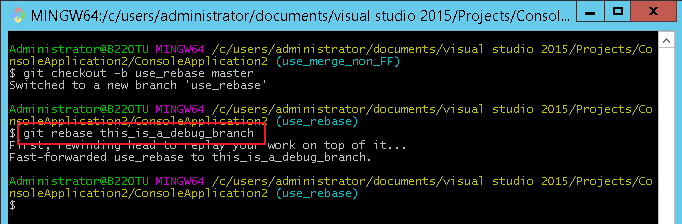 MINGW64:/c/users/administrator/documents/visual studio 2015/Projects/Consol...
Administrator@B220TU MINGW64 /c/users/administrator/documents/visual studio 2015/Projects/Co
nsoleApplication2/ConsoleApplication2 (use_merge_non_FF)
$ git checkout -b use_rebase master
Switched to a new branch 'use_rebase'
Administrator@B220TU MINGW64 /c/users/administrator/documents/visual studio 2015/Projects/Co
nsoleApplication2/ConsoleApplication2 (use_rebase)
$ git rebase this_is_a_debug_branch
First, rewinding head to replay your work on top of it...
Fast-forwarded use_rebase to this_is_a_debug_branch.
Administrator@B220TU MINGW64 /c/users/administrator/documents/visual studio 2015/Projects/Co
nsoleApplication2/ConsoleApplication2 (use_rebase)
$